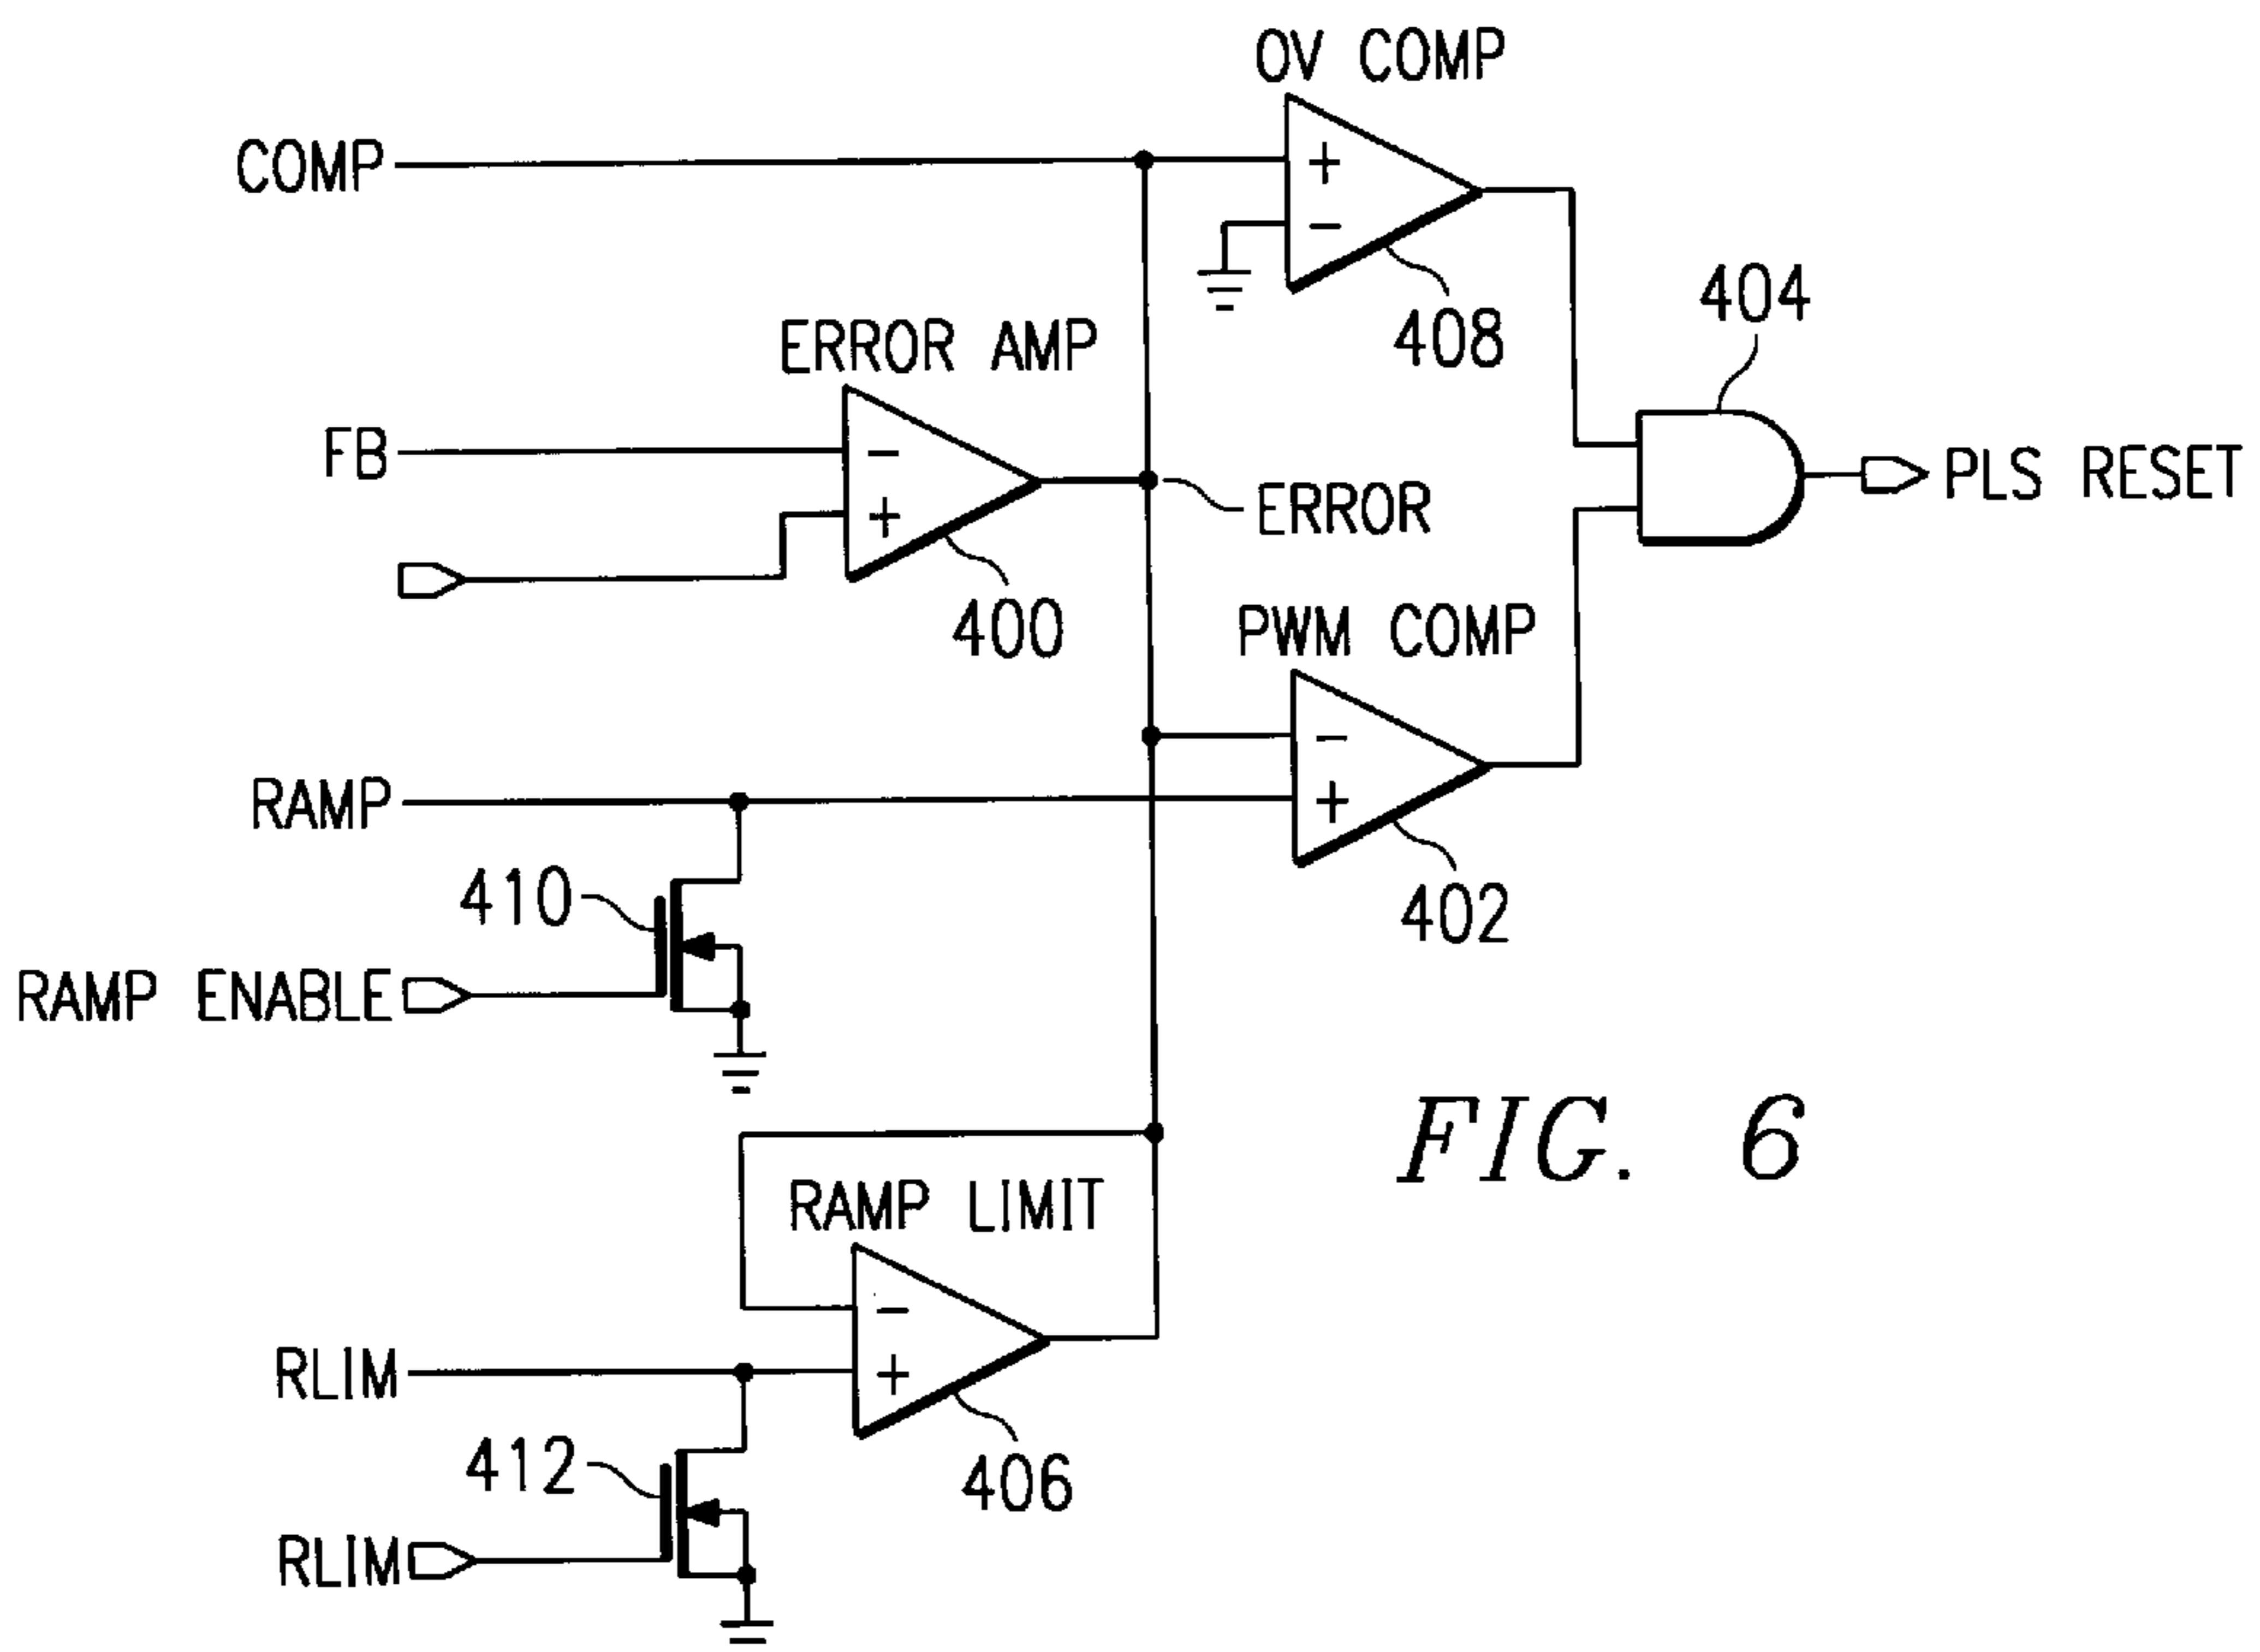 OV COMP
COMP
+
−
408
404
ERROR AMP
FB
−
+
ERROR
PLS RESET
400
PWM COMP
−
+
RAMP
402
410
RAMP ENABLE
FIG. 6
RAMP LIMIT
−
+
RLIM
406
412
RLIM